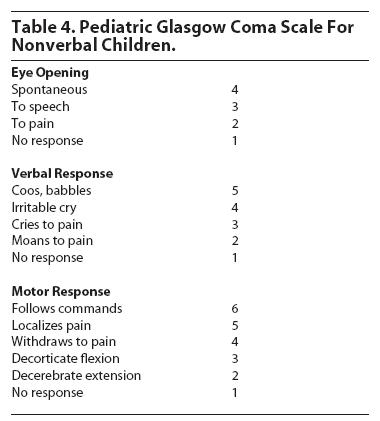 Table 4. Pediatric Glasgow Coma Scale For
Nonverbal Children.
Eye Opening
Spontaneous 4
To speech 3
To pain 2
No response 1
Verbal Response
Coos, babbles 5
Irritable cry 4
Cries to pain 3
Moans to pain 2
No response 1
Motor Response
Follows commands 6
Localizes pain 5
Withdraws to pain 4
Decorticate flexion 3
Decerebrate extension 2
No response 1